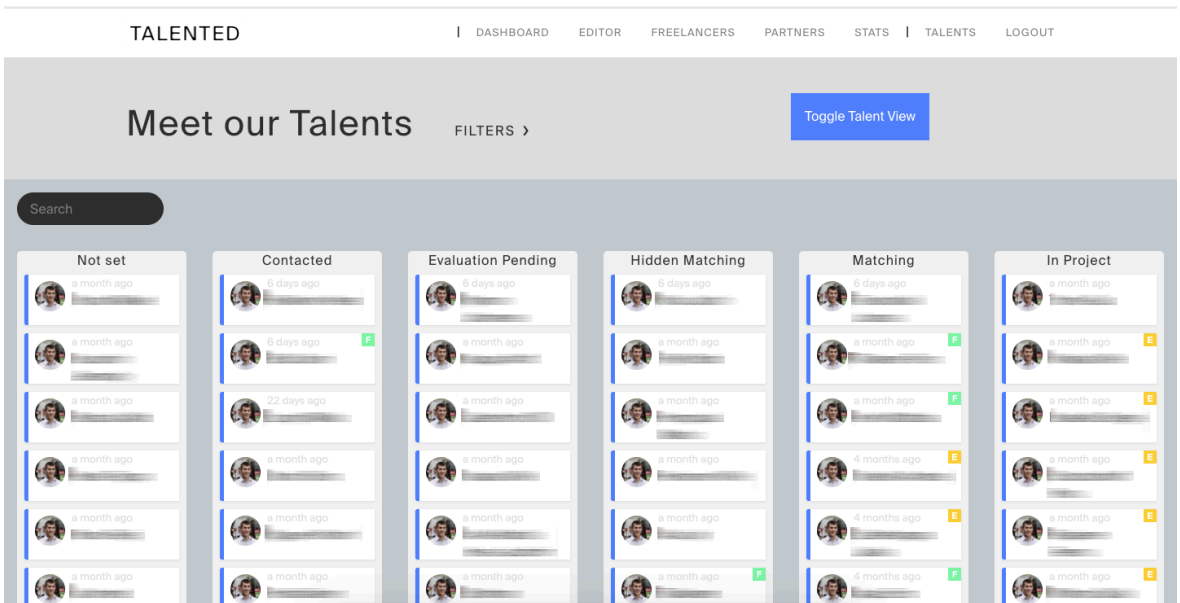 TALENTED
| DASHBOARD EDITOR FREELANCERS PARTNERS STATS | TALENTS LOGOUT
Meet our Talents
FILTERS ❯
Toggle Talent View
Search
Not set
a month ago
a month ago
a month ago
a month ago
a month ago
a month ago
Contacted
6 days ago
6 days ago
F
22 days ago
a month ago
a month ago
a month ago
Evaluation Pending
6 days ago
a month ago
a month ago
a month ago
a month ago
a month ago
Hidden Matching
6 days ago
a month ago
a month ago
a month ago
a month ago
a month ago
F
Matching
6 days ago
a month ago
F
a month ago
F
4 months ago
E
4 months ago
E
4 months ago
F
In Project
a month ago
a month ago
E
a month ago
E
a month ago
E
a month ago
E
a month ago
E